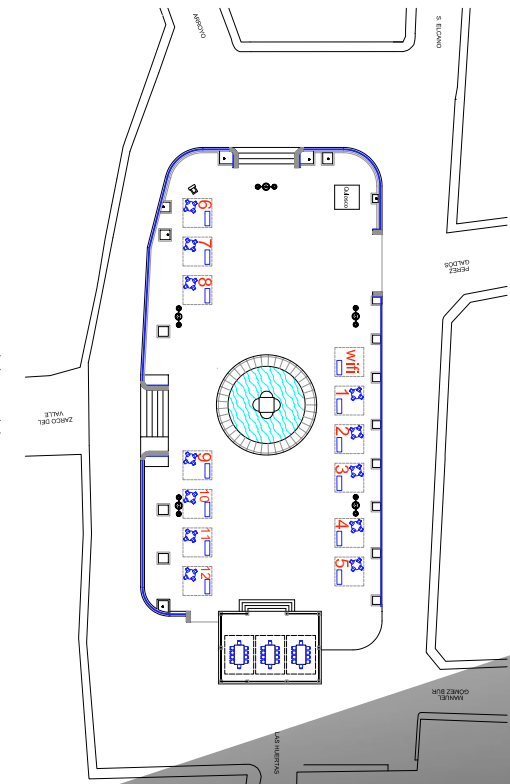 ARROYO
S. ELCANO
Quiosco
6
7
8
PEREZ
GALDOS
wifi
1
2
3
4
5
ZARCO DEL
VALLE
9
10
11
12
MANUEL
GOMEZ BUR
LAS HUERTAS